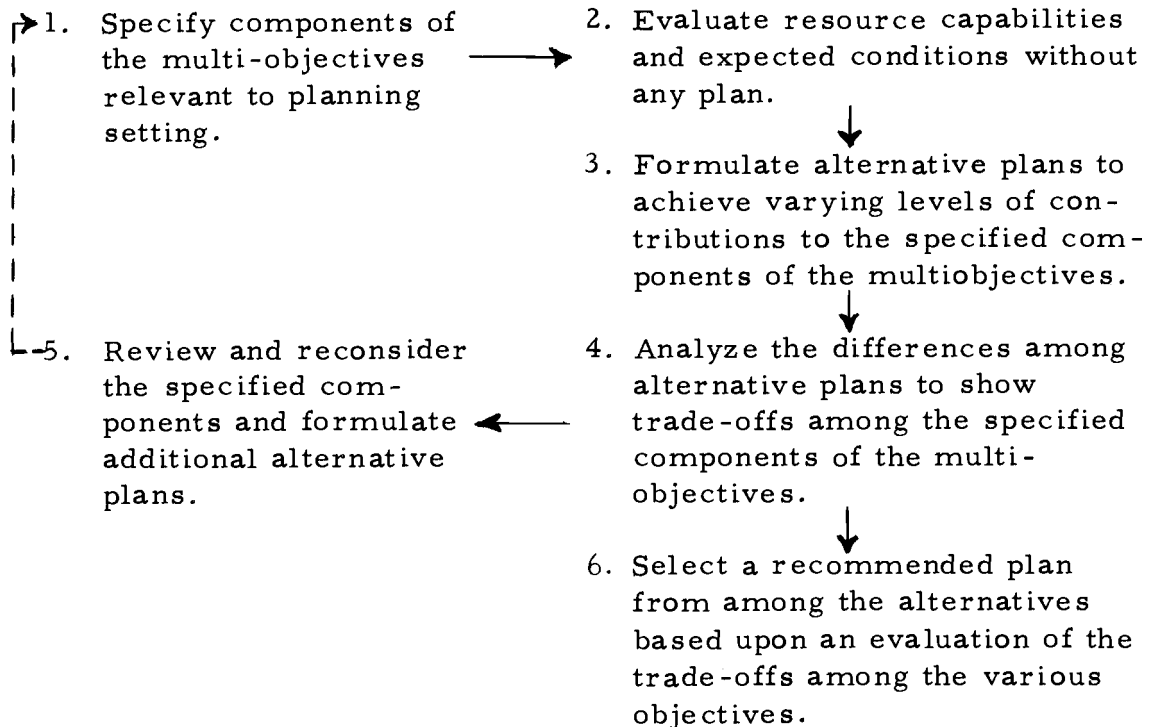 1. Specify components of
the multi-objectives
relevant to planning
setting.
2. Evaluate resource capabilities
and expected conditions without
any plan.
3. Formulate alternative plans to
achieve varying levels of con-
tributions to the specified com-
ponents of the multiobjectives.
4. Analyze the differences among
alternative plans to show
trade-offs among the specified
components of the multi-
objectives.
5. Review and reconsider
the specified com-
ponents and formulate
additional alternative
plans.
6. Select a recommended plan
from among the alternatives
based upon an evaluation of the
trade-offs among the various
objectives.